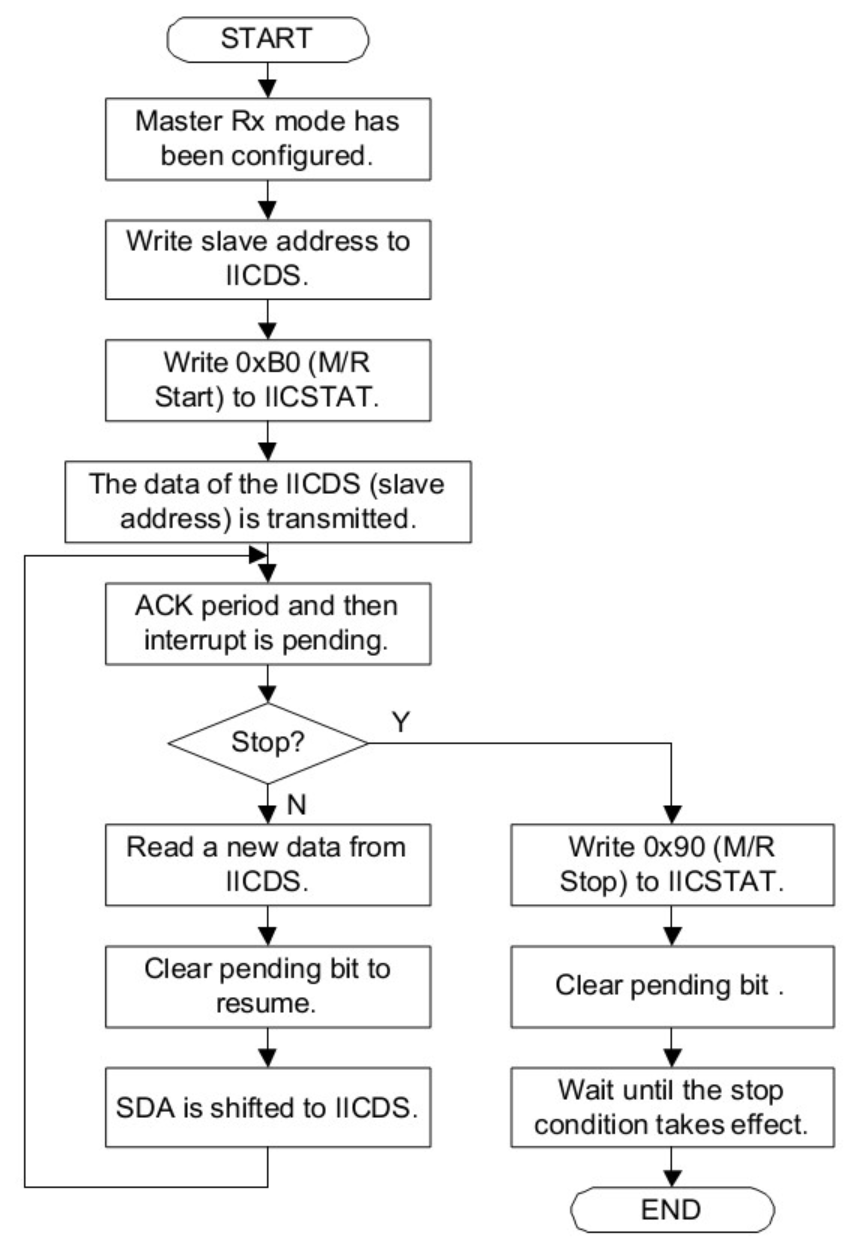 START
Master Rx mode has
been configured.
Write slave address to
IICDS.
Write 0xB0 (M/R
Start) to IICSTAT.
The data of the IICDS (slave
address) is transmitted.
ACK period and then
interrupt is pending.
Stop?
Y
N
Read a new data from
IICDS.
Clear pending bit to
resume.
SDA is shifted to IICDS.
Write 0x90 (M/R
Stop) to IICSTAT.
Clear pending bit .
Wait until the stop
condition takes effect.
END